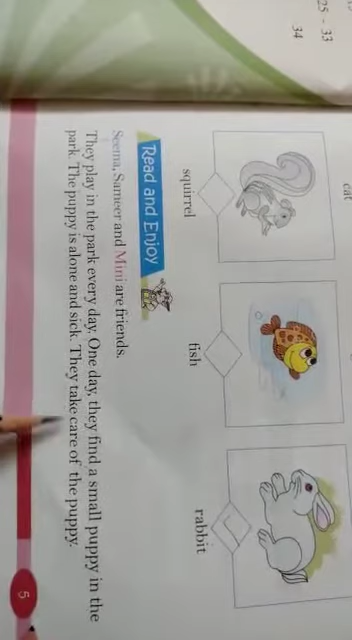 25 - 33
34
cat
squirrel
fish
rabbit
Read and Enjoy
Seema, Sameer and Mini are friends.
They play in the park every day. One day, they find a small puppy in the
park. The puppy is alone and sick. They take care of the puppy.
5